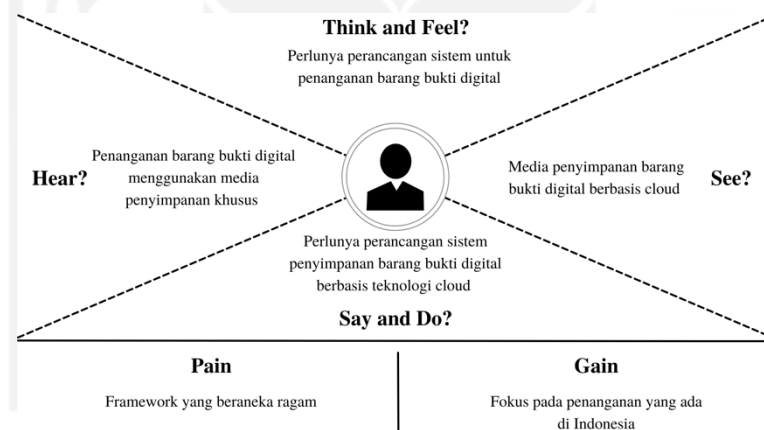 Think and Feel?
Perlunya perancangan sistem untuk
penanganan barang bukti digital
Hear?
Penanganan barang bukti digital
menggunakan media
penyimpanan khusus
Media penyimpanan barang
bukti digital berbasis cloud
See?
Perlunya perancangan sistem
penyimpanan barang bukti digital
berbasis teknologi cloud
Say and Do?
Pain
Framework yang beraneka ragam
Gain
Fokus pada penanganan yang ada
di Indonesia